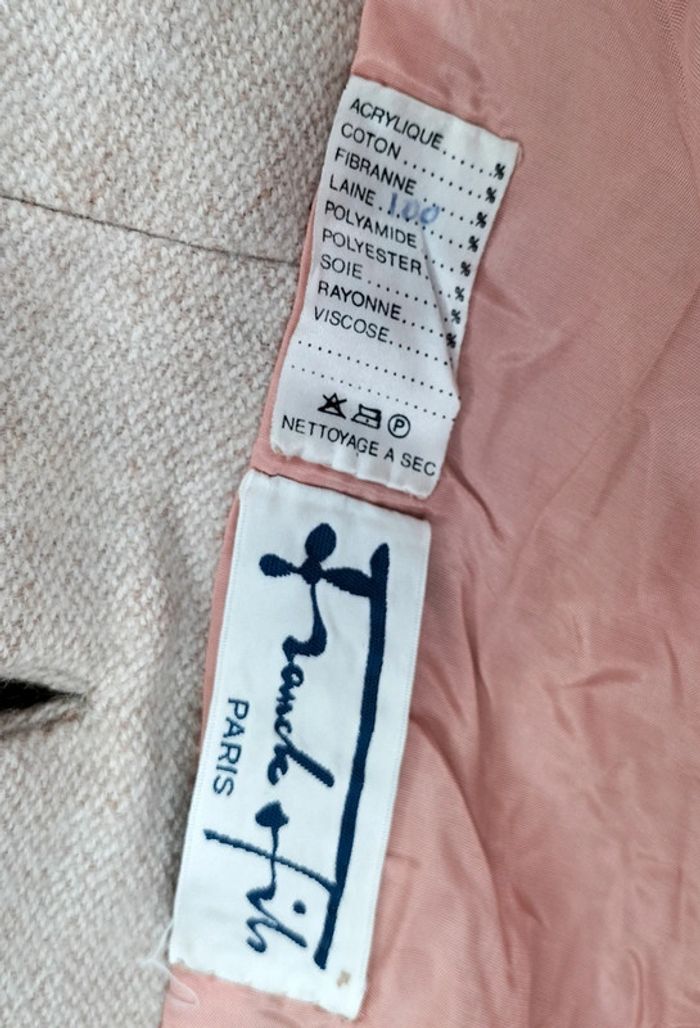 ACRYLIQUE......%
COTON..........%
FIBRANNE.......%
LAINE.100......%
POLYAMIDE......%
POLYESTER......%
SOIE...........%
RAYONNE........%
VISCOSE........%
P
NETTOYAGE A SEC
Franck & fils
PARIS